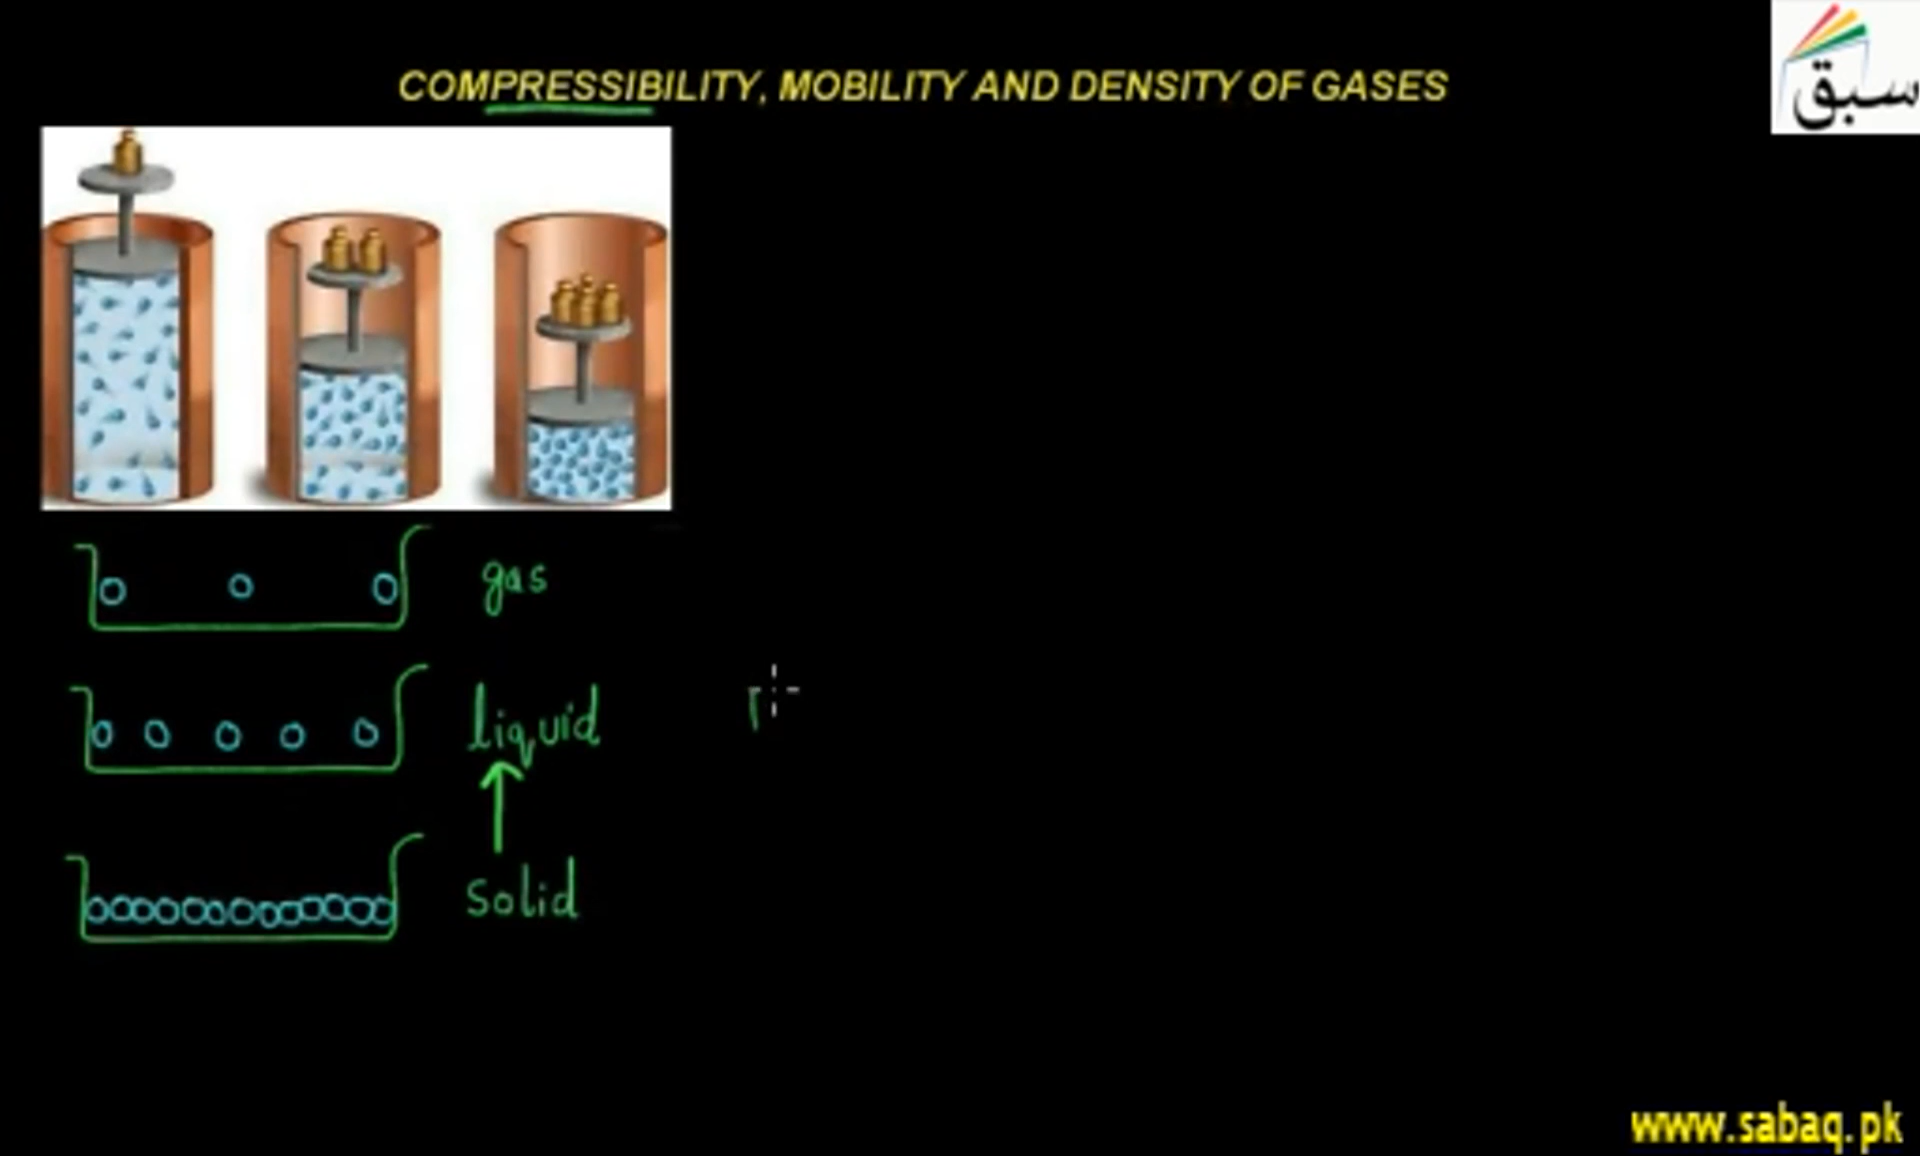 COMPRESSIBILITY, MOBILITY AND DENSITY OF GASES
سبق
gas
liquid
solid
www.sabaq.pk